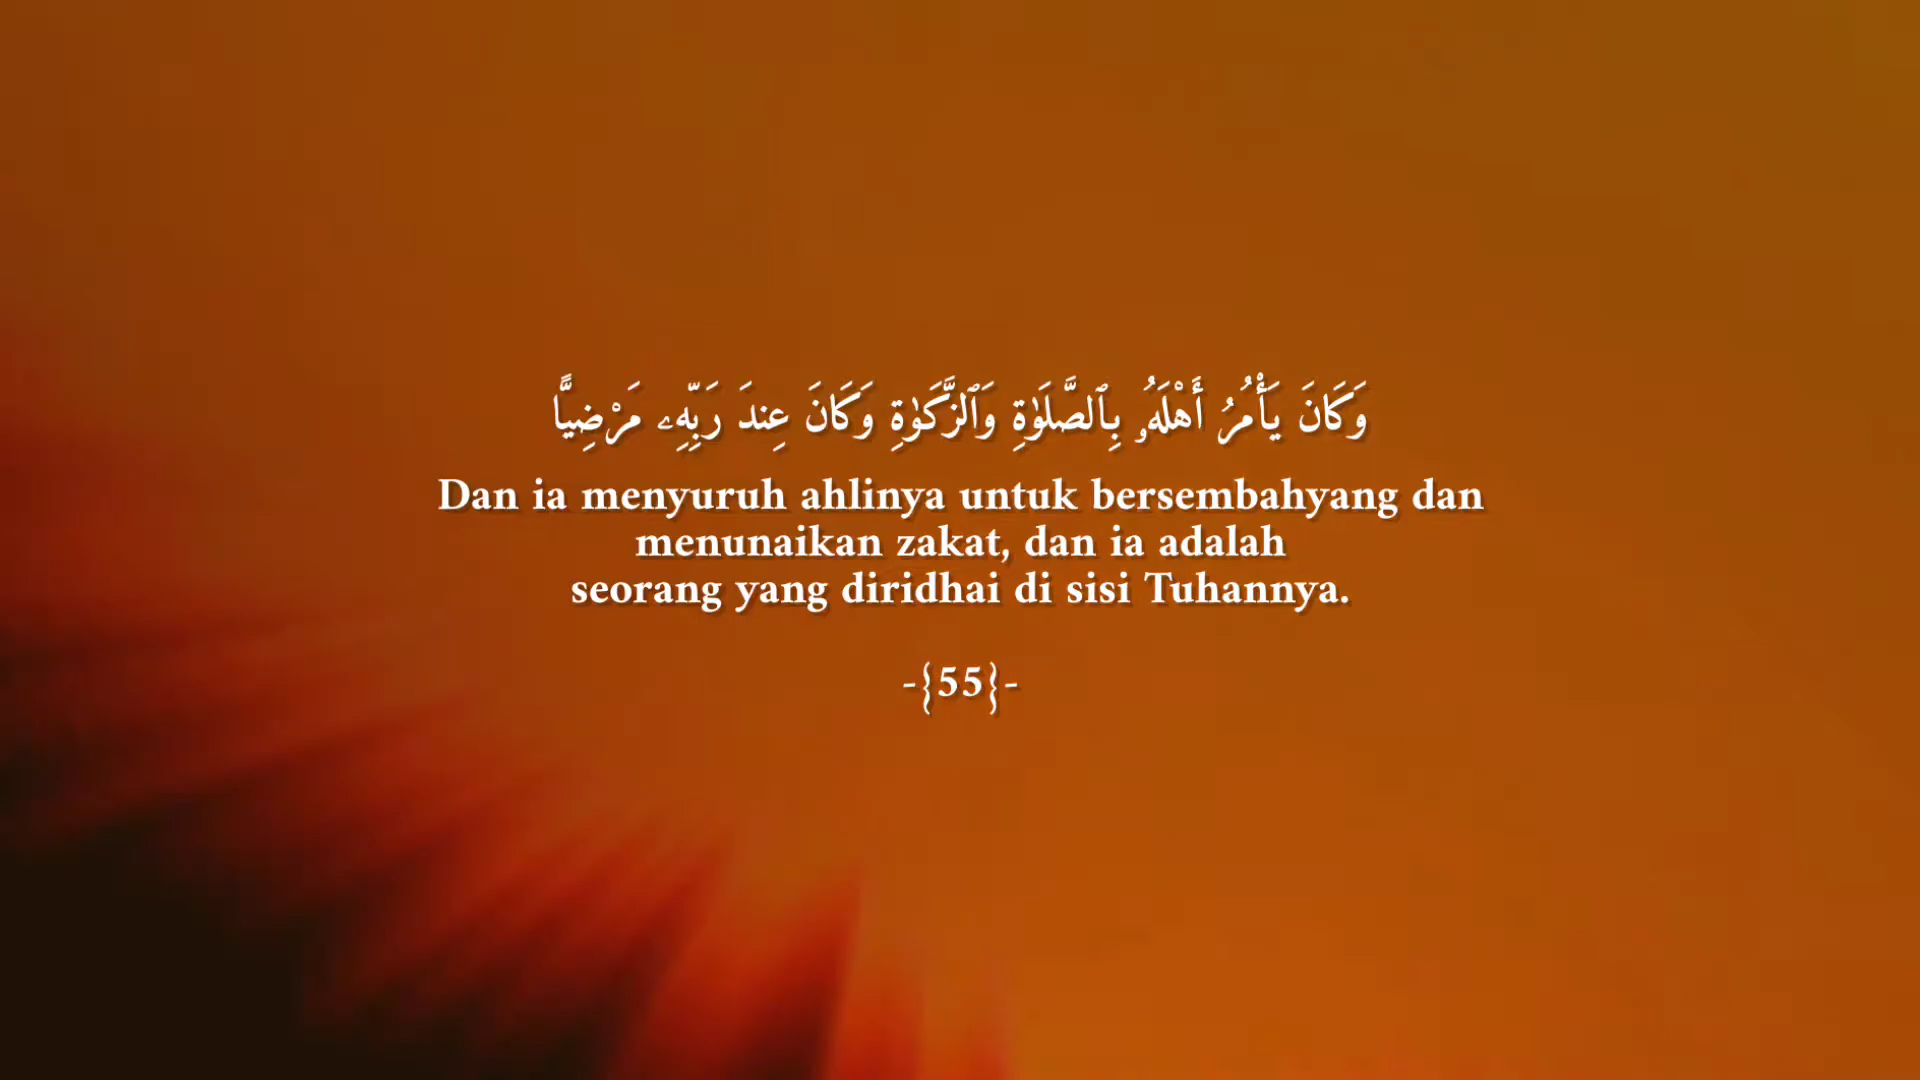 وَكَانَ يَأْمُرُ أَهْلَهُۥ بِٱلصَّلَوٰةِ وَٱلزَّكَوٰةِ وَكَانَ عِندَ رَبِّهِۦ مَرْضِيًّا
Dan ia menyuruh ahlinya untuk bersembahyang dan
menunaikan zakat, dan ia adalah
seorang yang diridhai di sisi Tuhannya.
-{55}-